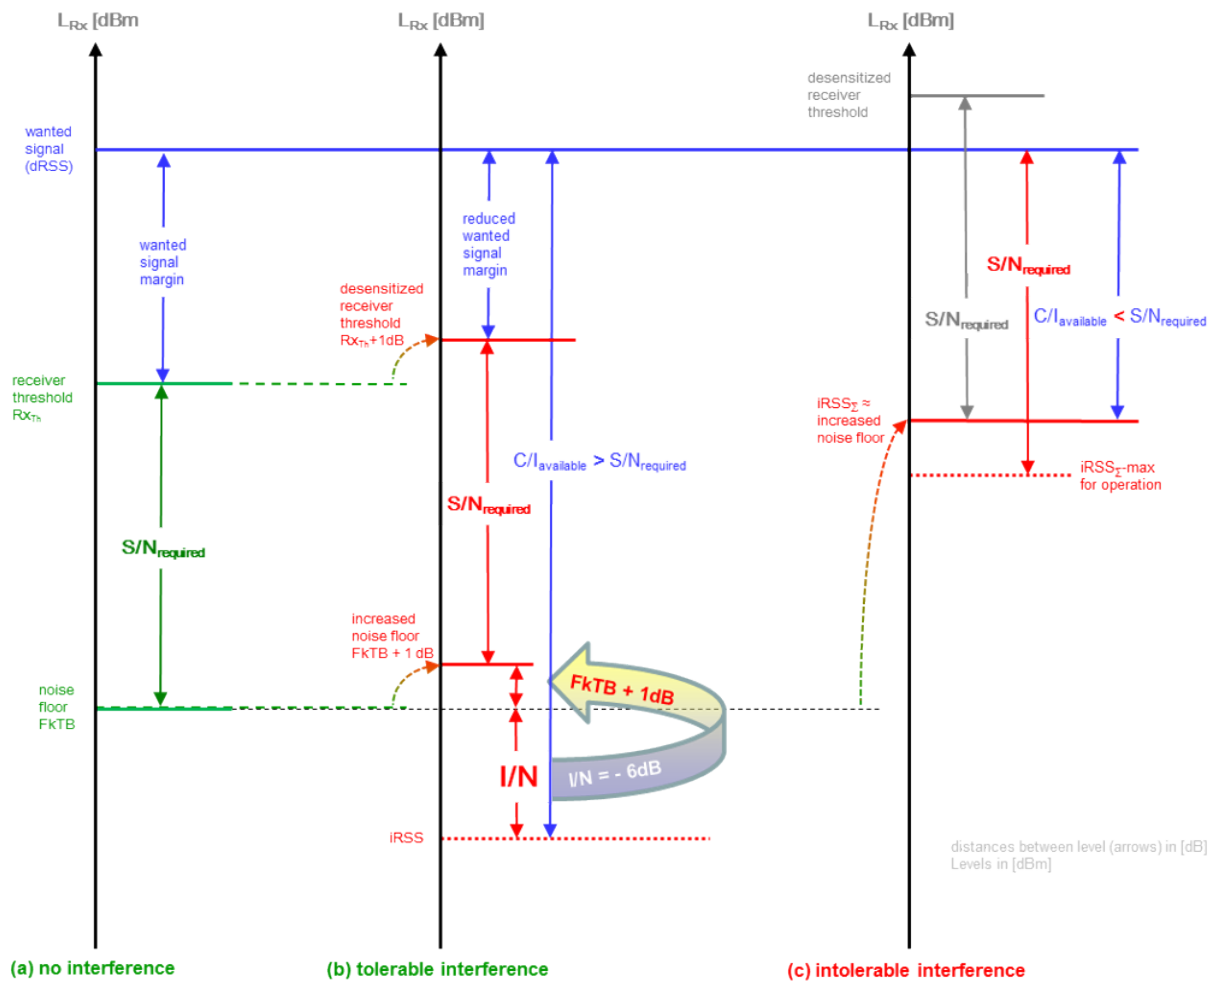 L_Rx [dBm
L_Rx [dBm]
L_Rx [dBm]
desensitized
receiver
threshold
wanted
signal
(dRSS)
wanted
signal
margin
reduced
wanted
signal
margin
S/N_required
desensitized
receiver
threshold
Rx_Th+1dB
S/N_required
C/I_available < S/N_required
receiver
threshold
Rx_Th
iRSS_Σ ≈
increased
noise floor
C/I_available > S/N_required
iRSS_Σ-max
for operation
S/N_required
S/N_required
increased
noise floor
FkTB + 1 dB
noise
floor
FkTB
FkTB + 1dB
I/N
I/N = - 6dB
iRSS
distances between level (arrows) in [dB]
Levels in [dBm]
(a) no interference
(b) tolerable interference
(c) intolerable interference